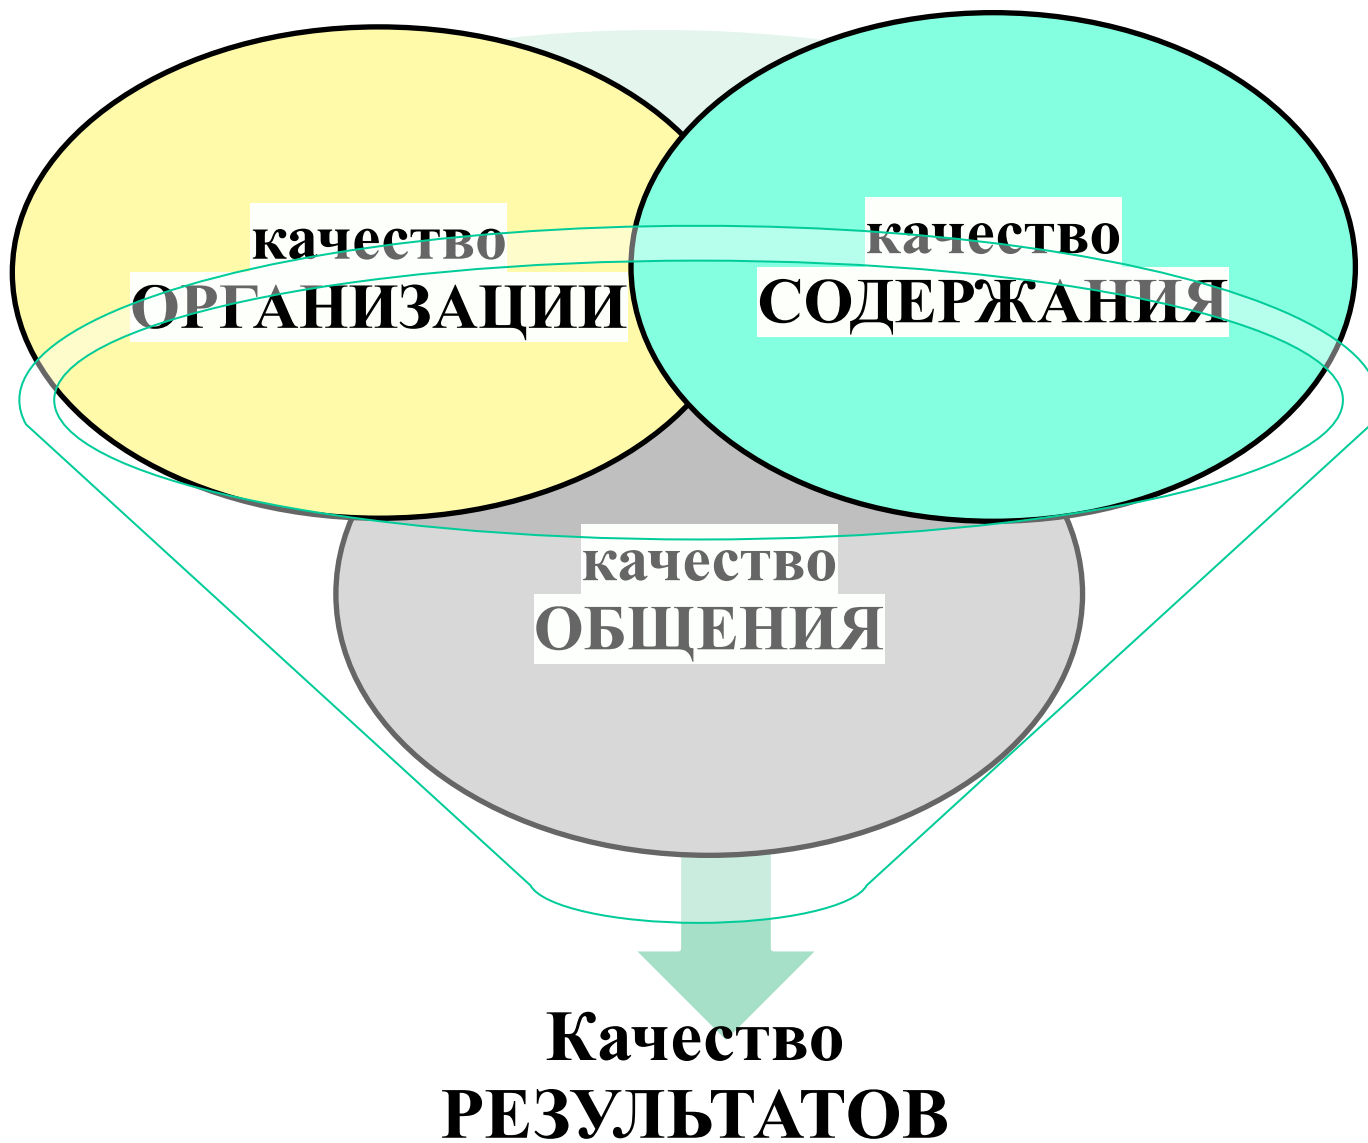 качество
ОРГАНИЗАЦИИ
качество
СОДЕРЖАНИЯ
качество
ОБЩЕНИЯ
Качество
РЕЗУЛЬТАТОВ